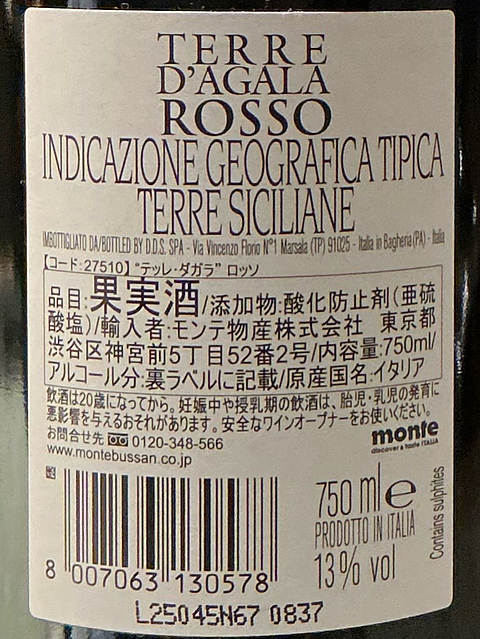 TERRE
D'AGALA
ROSSO
INDICAZIONE GEOGRAFICA TIPICA
TERRE SICILIANE
IMBOTTIGLIATO DA/BOTTLED BY D.D.S. SPA - Via Vincenzo Florio N°1 Marsala (TP) 91025 - Italia in Bagheria (PA) - Italia
【コード:27510】“テッレ・ダガラ” ロッソ
品目:果実酒/添加物:酸化防止剤(亜硫
酸塩)/輸入者:モンテ物産株式会社 東京都
渋谷区神宮前5丁目52番2号/内容量:750ml/
アルコール分:裏ラベルに記載/原産国名:イタリア
飲酒は20歳になってから。妊娠中や授乳期の飲酒は、胎児・乳児の発育に
悪影響を与えるおそれがあります。安全なワインオープナーをお使いください。
お問合せ先 0120-348-566
www.montebussan.co.jp
monte
discover & taste ITALIA
750 ml e
PRODOTTO IN ITALIA
13% vol
Contains sulphites
8 007063 130578
L25045N67 0837